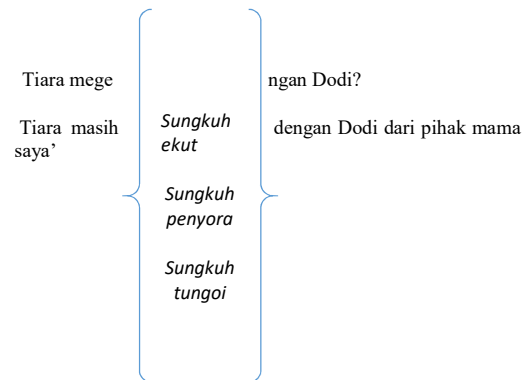 Tiara mege ngan Dodi?
Tiara masih Sungkuh dengan Dodi dari pihak mama
saya’ ekut
Sungkuh
penyora
Sungkuh
tungoi